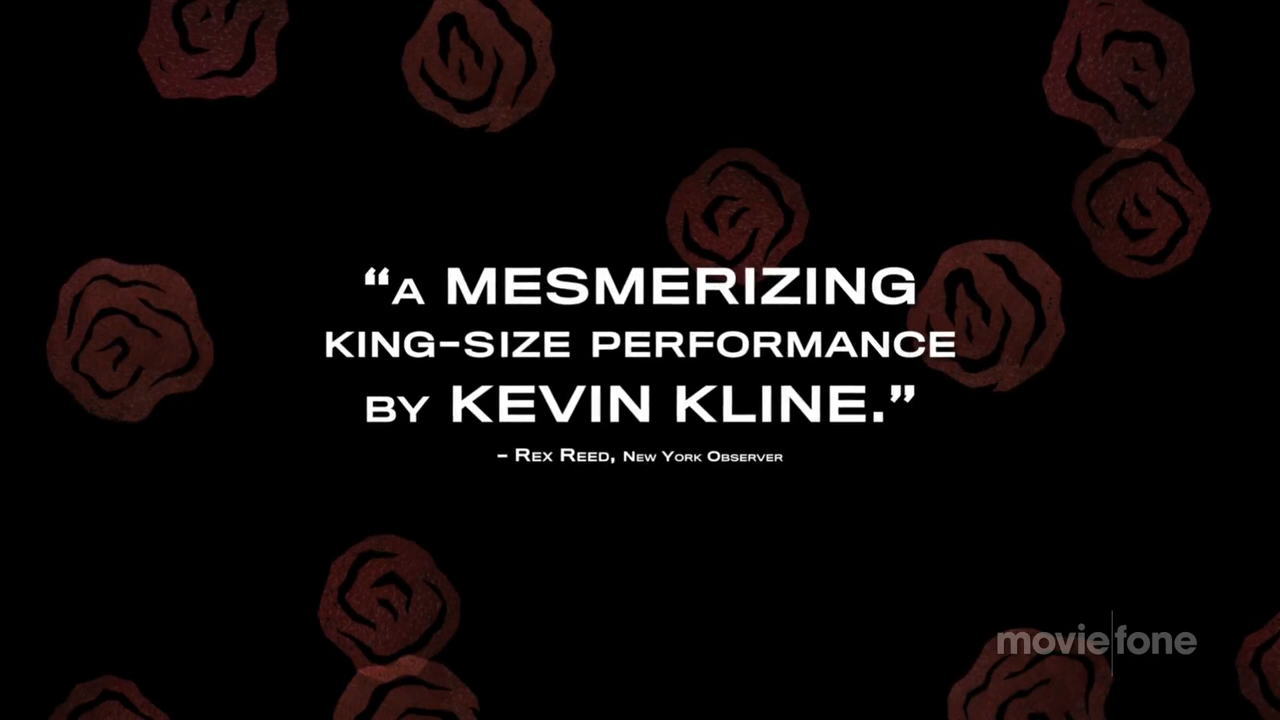 “A MESMERIZING
KING-SIZE PERFORMANCE
BY KEVIN KLINE.”
– REX REED, NEW YORK OBSERVER
moviefone